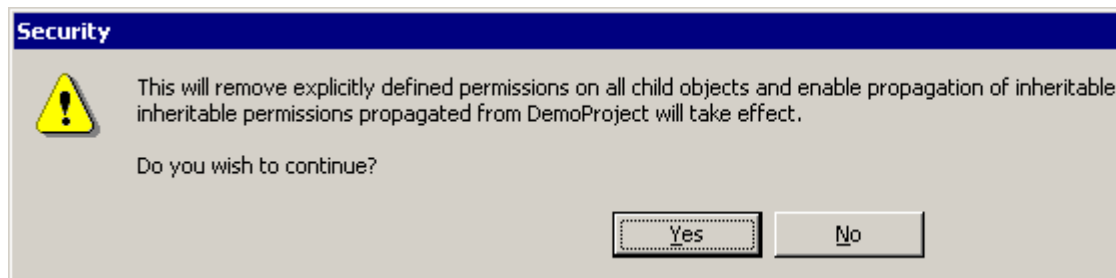 Security
This will remove explicitly defined permissions on all child objects and enable propagation of inheritable
inheritable permissions propagated from DemoProject will take effect.
Do you wish to continue?
Yes No